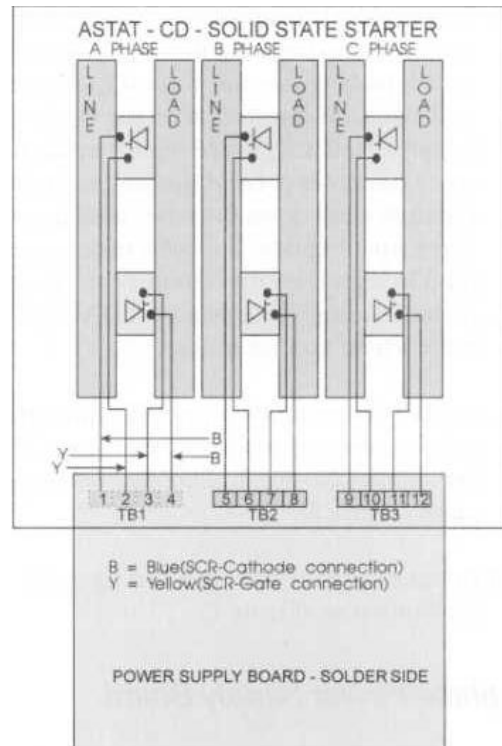 ASTAT - CD - SOLID STATE STARTER
A PHASE B PHASE C PHASE
LINE LOAD LINE LOAD LINE LOAD
B
Y
B
Y
1 2 3 4 5 6 7 8 9 10 11 12
TB1 TB2 TB3
B = Blue(SCR-Cathode connection)
Y = Yellow(SCR-Gate connection)
POWER SUPPLY BOARD - SOLDER SIDE